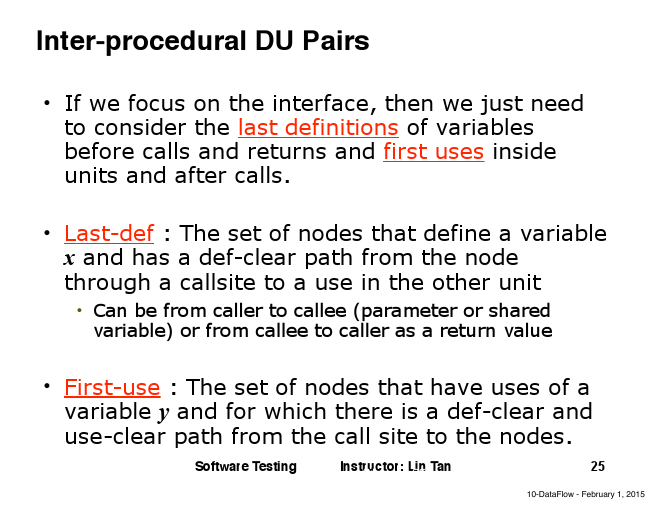 Inter-procedural DU Pairs
• If we focus on the interface, then we just need
to consider the last definitions of variables
before calls and returns and first uses inside
units and after calls.
• Last-def : The set of nodes that define a variable
x and has a def-clear path from the node
through a callsite to a use in the other unit
• Can be from caller to callee (parameter or shared
variable) or from callee to caller as a return value
• First-use : The set of nodes that have uses of a
variable y and for which there is a def-clear and
use-clear path from the call site to the nodes.
Software Testing Instructor: Lin Tan 25
10-DataFlow - February 1, 2015